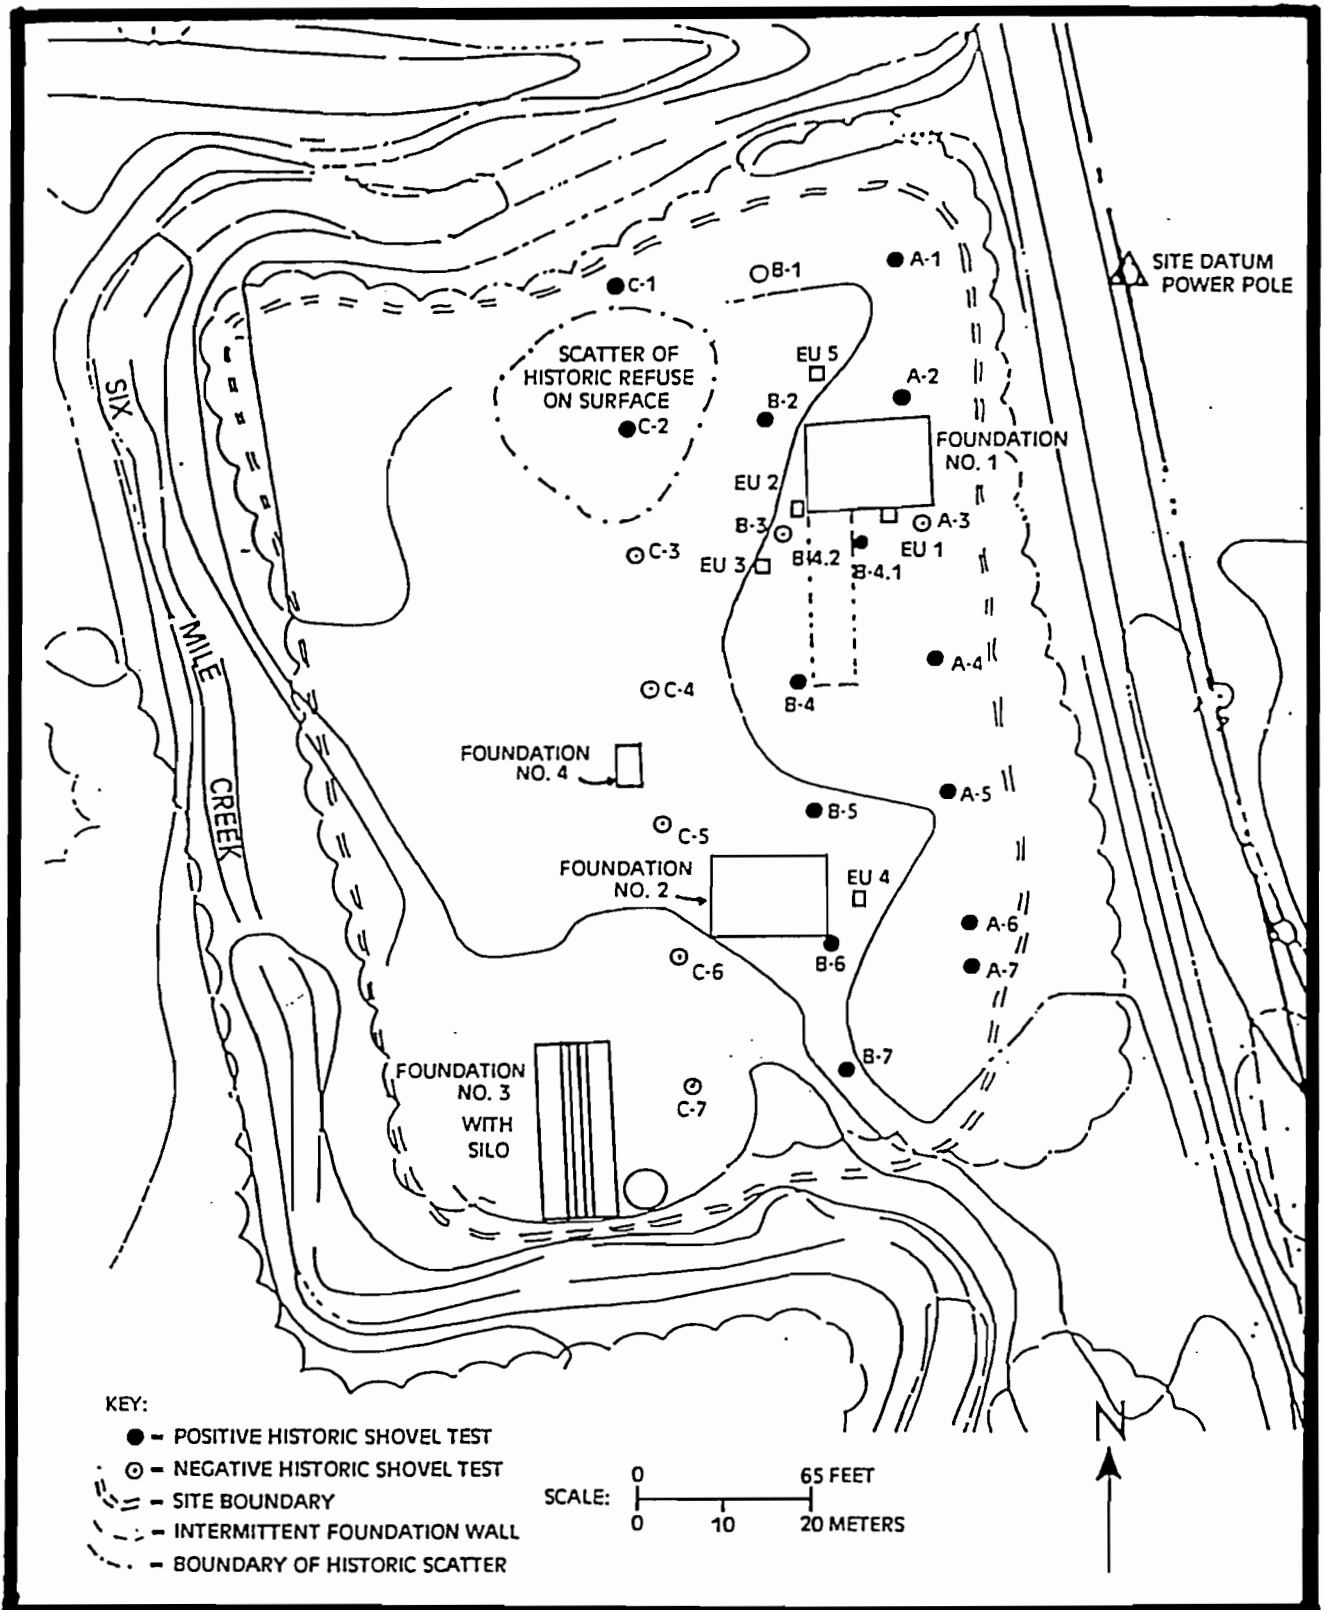 SITE DATUM
POWER POLE
A-1
B-1
C-1
SCATTER OF
HISTORIC REFUSE
ON SURFACE
EU 5
A-2
B-2
C-2
FOUNDATION
NO. 1
EU 2
B-3
A-3
EU 1
C-3
EU 3
B-4.2
B-4.1
A-4
C-4
B-4
FOUNDATION
NO. 4
A-5
B-5
C-5
FOUNDATION
NO. 2
EU 4
A-6
B-6
A-7
C-6
B-7
FOUNDATION
NO. 3
WITH
SILO
C-7
SIX
MILE
CREEK
KEY:
– POSITIVE HISTORIC SHOVEL TEST
– NEGATIVE HISTORIC SHOVEL TEST
– SITE BOUNDARY
– INTERMITTENT FOUNDATION WALL
– BOUNDARY OF HISTORIC SCATTER
SCALE:
0 65 FEET
0 10 20 METERS
N